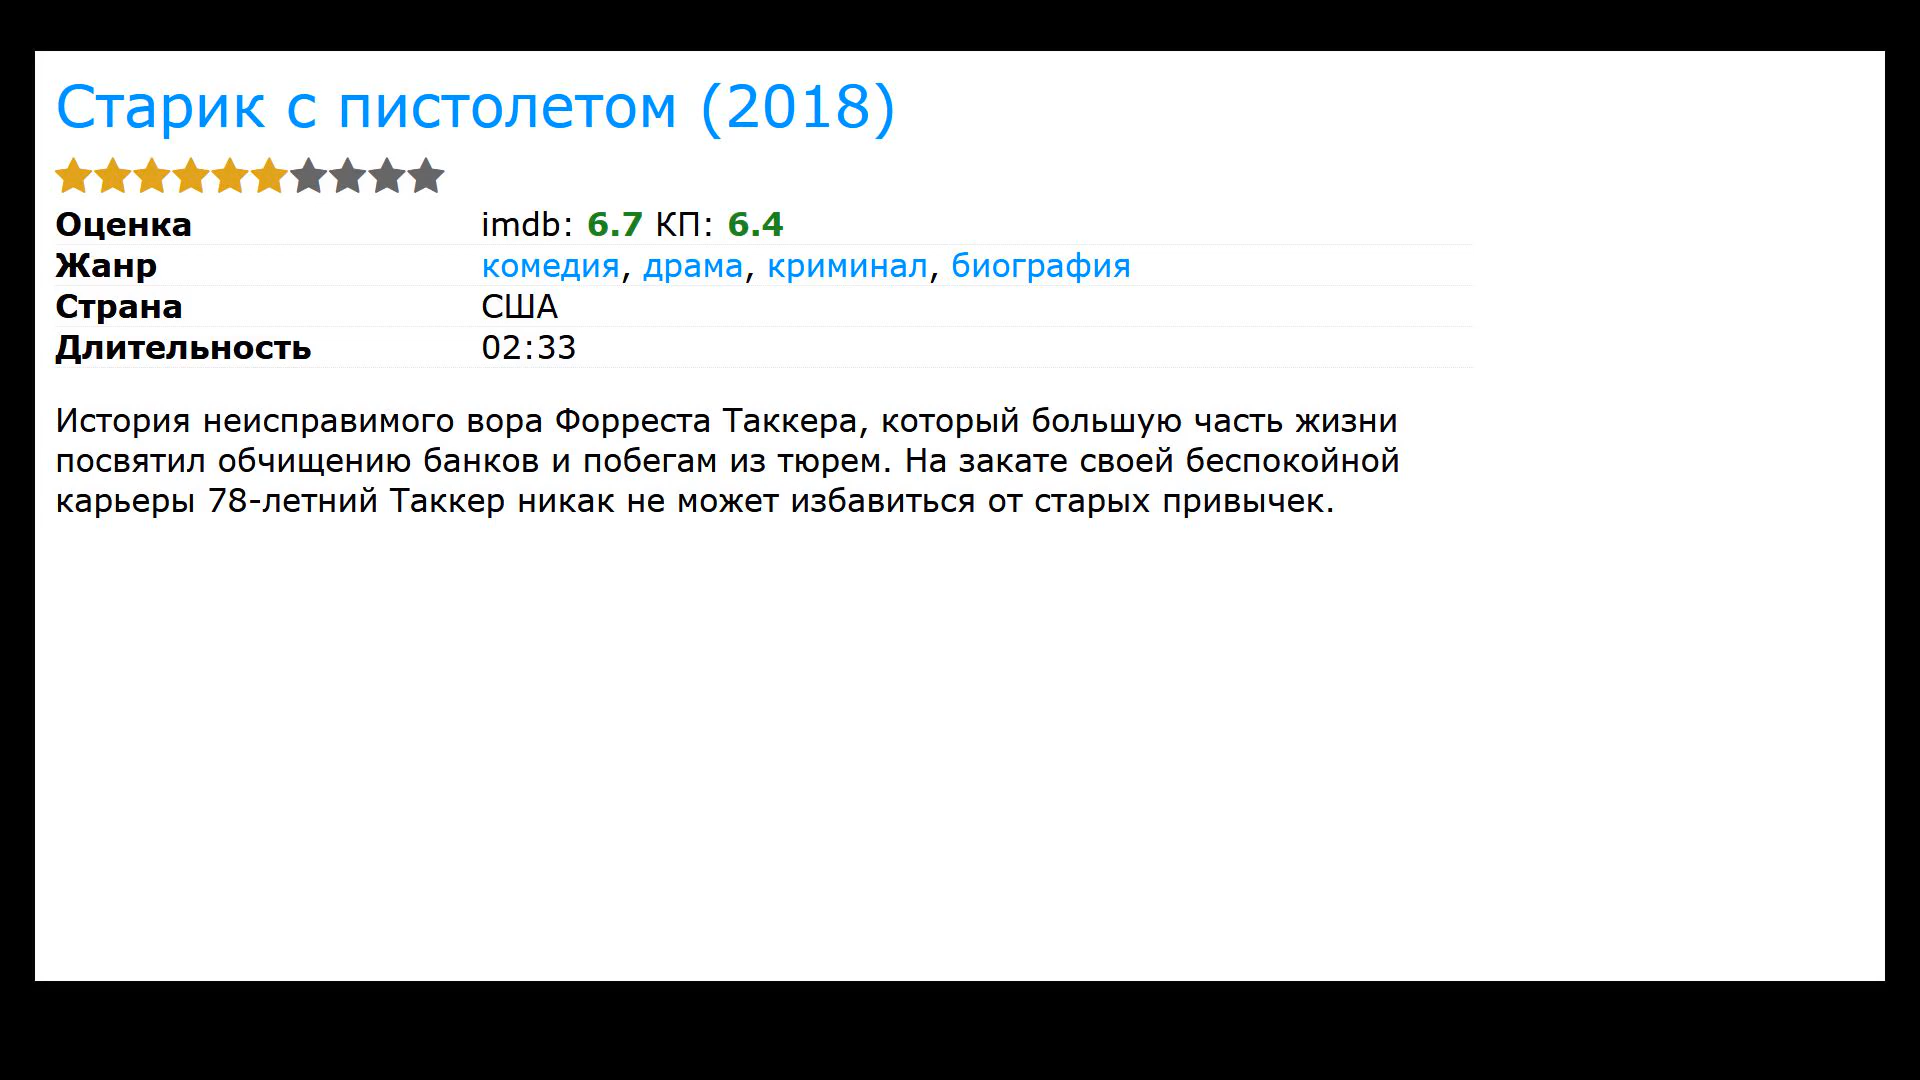 Старик с пистолетом (2018)
Оценка imdb: 6.7 КП: 6.4
Жанр комедия, драма, криминал, биография
Страна США
Длительность 02:33
История неисправимого вора Форреста Таккера, который большую часть жизни
посвятил обчищению банков и побегам из тюрем. На закате своей беспокойной
карьеры 78-летний Таккер никак не может избавиться от старых привычек.